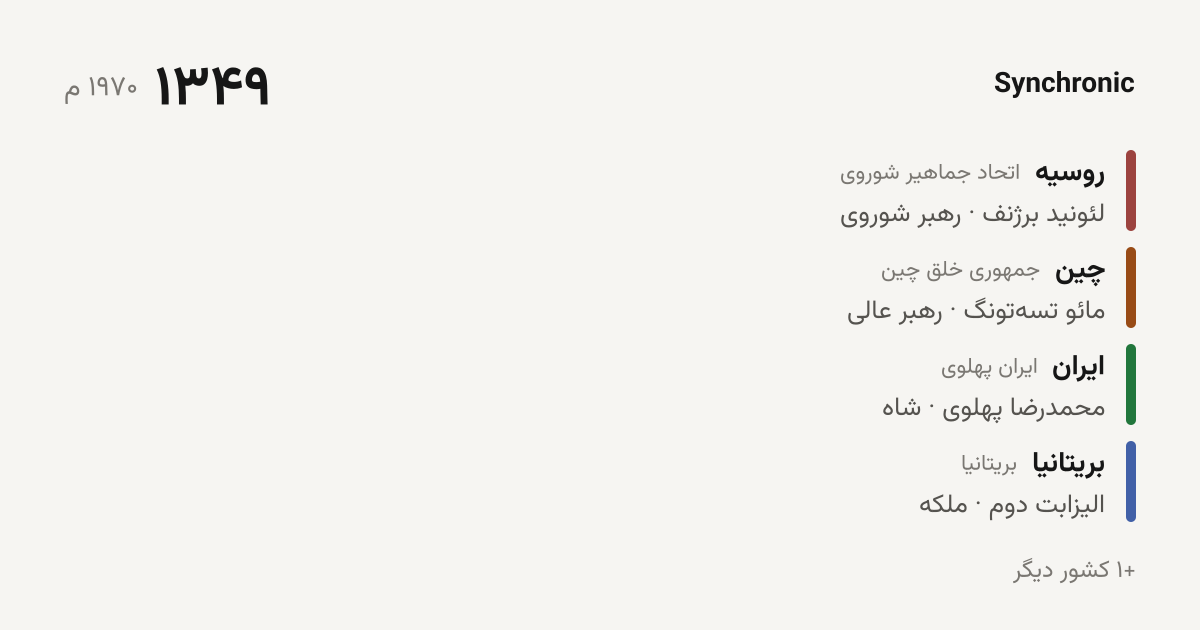 Synchronic
۱۳۴۹ ۱۹۷۰ م
روسیه اتحاد جماهیر شوروی
لئونید برژنف · رهبر شوروی
چین جمهوری خلق چین
مائو تسه‌تونگ · رهبر عالی
ایران ایران پهلوی
محمدرضا پهلوی · شاه
بریتانیا بریتانیا
الیزابت دوم · ملکه
+۱ کشور دیگر